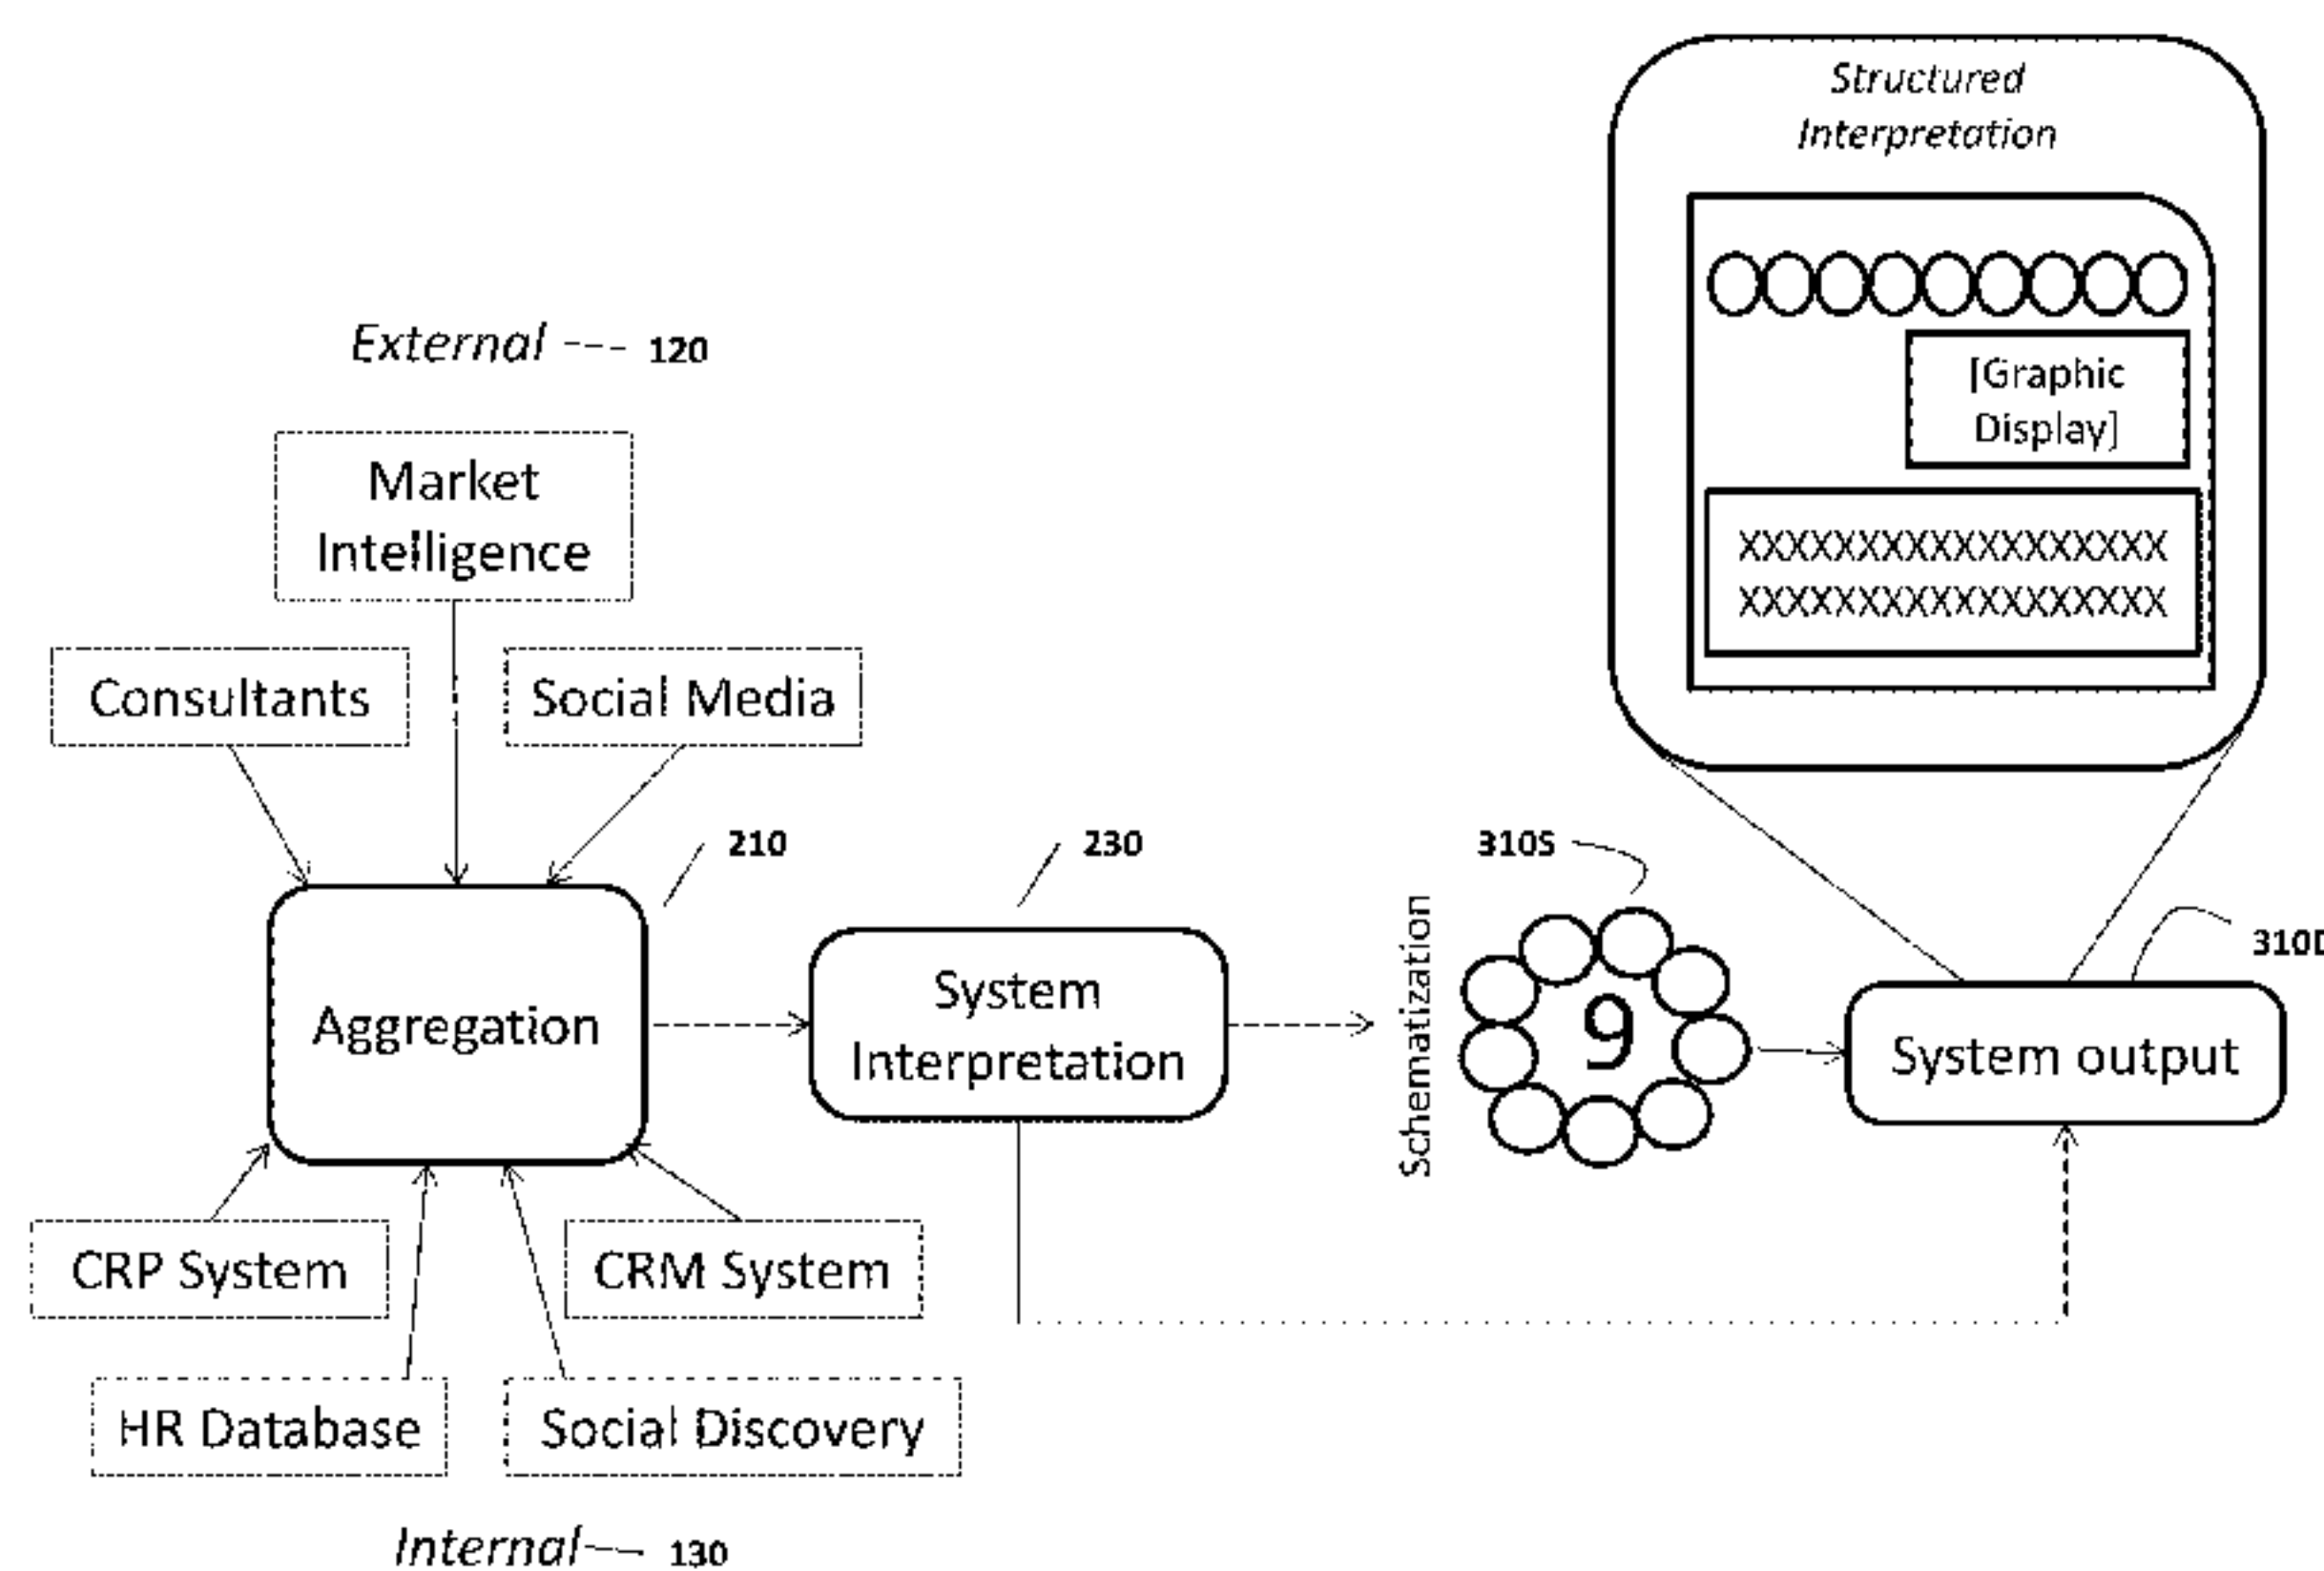 Structured
Interpretation
[Graphic
Display]
XXXXXXXXXXXXXXXXXX
XXXXXXXXXXXXXXXXXX
External --- 120
Market
Intelligence
Consultants
Social Media
210
230
310S
310D
Aggregation
System
Interpretation
Schematization
9
System output
CRP System
CRM System
HR Database
Social Discovery
Internal 130